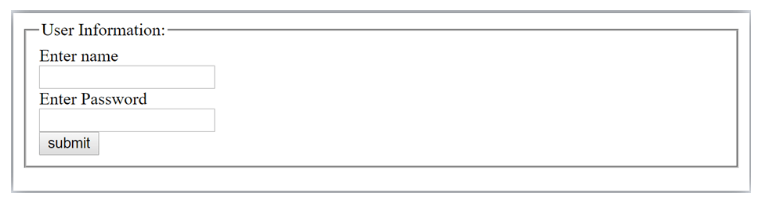 User Information:
Enter name
Enter Password
submit